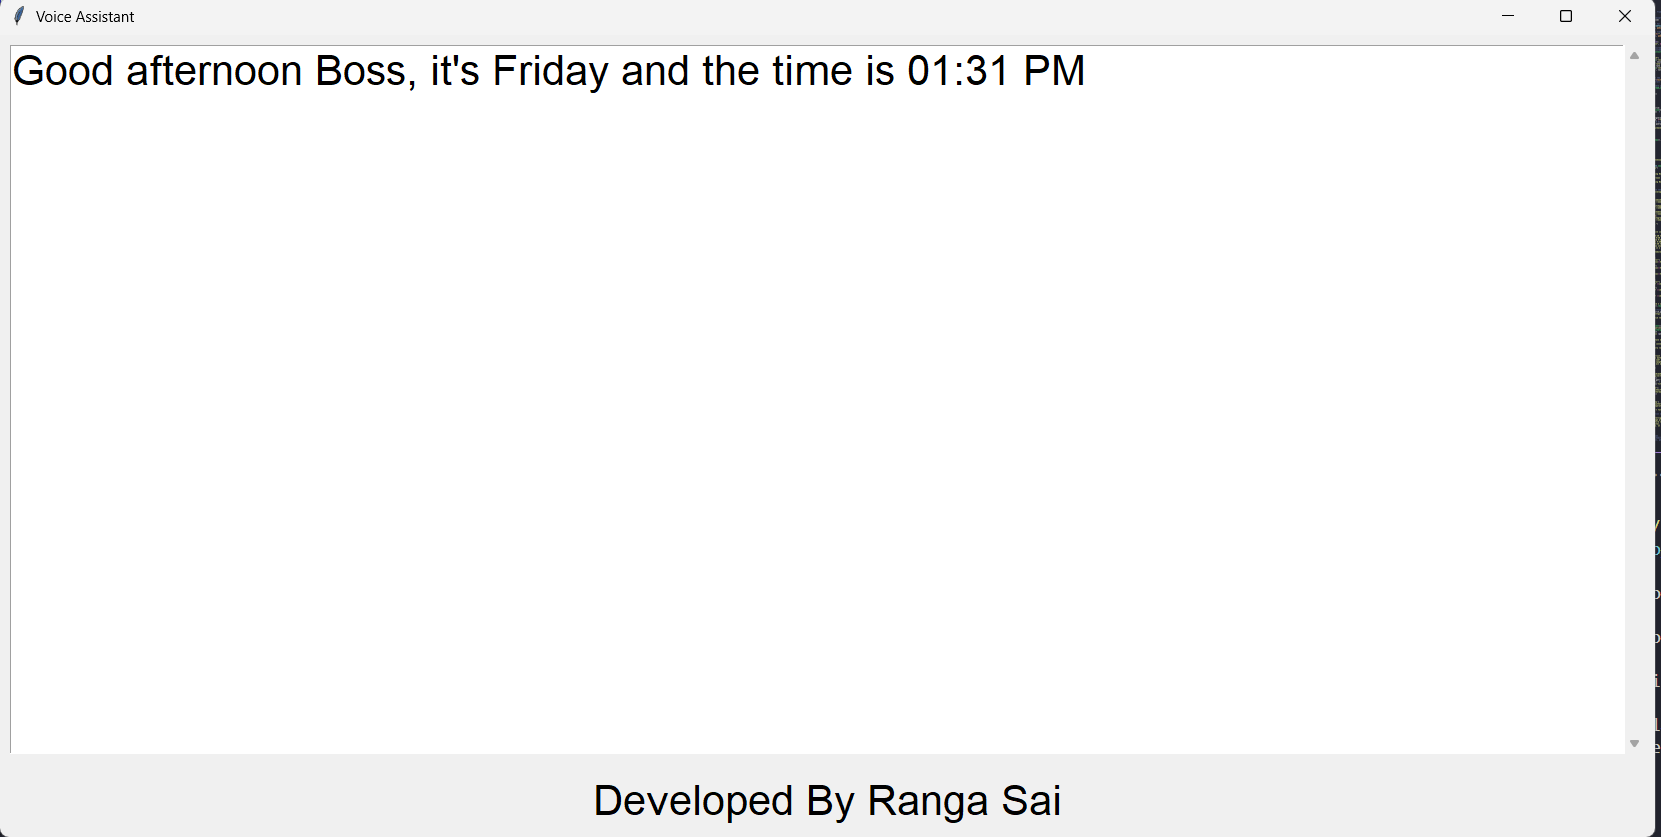 Voice Assistant
Good afternoon Boss, it's Friday and the time is 01:31 PM
Developed By Ranga Sai